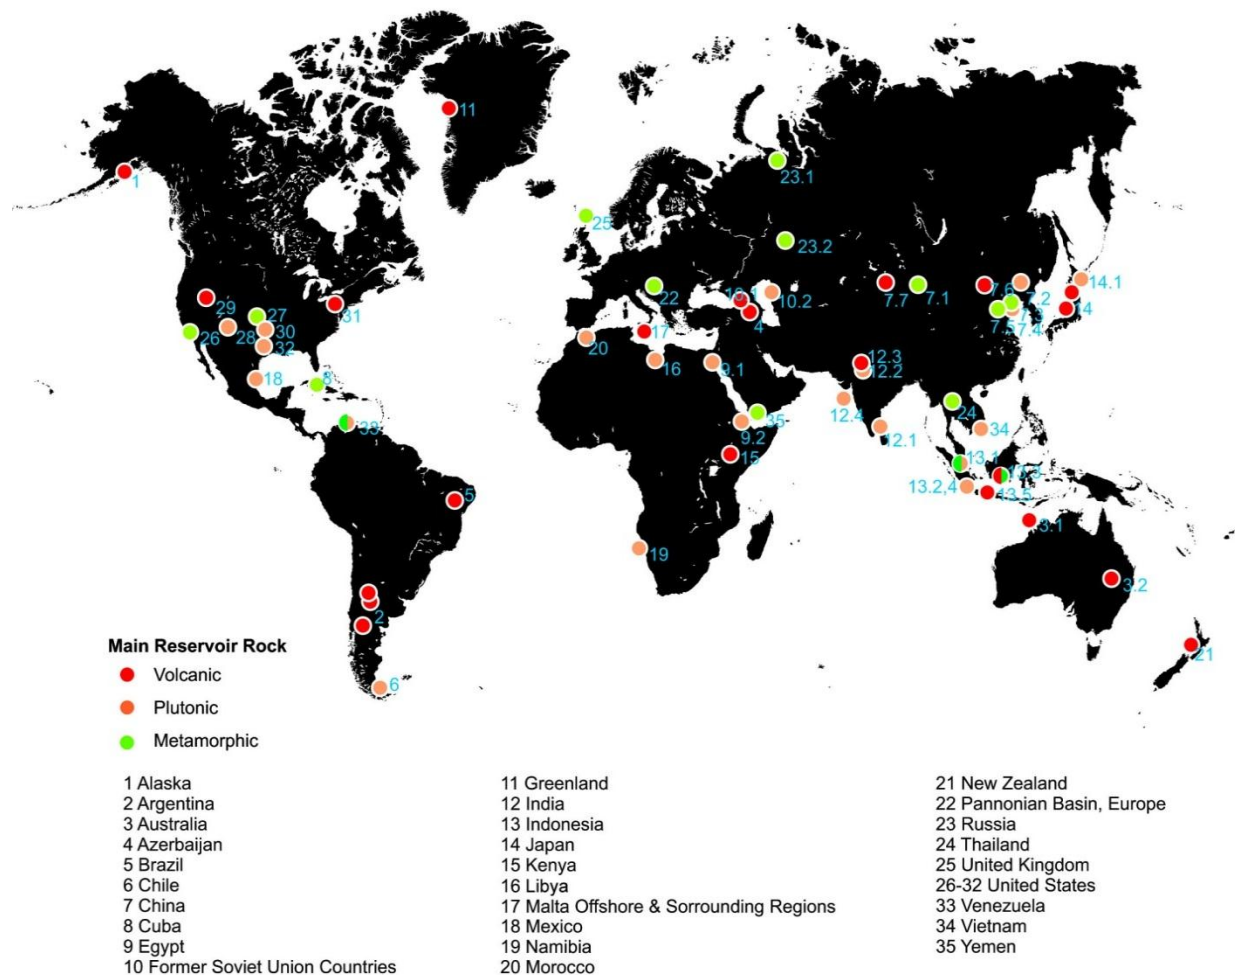 11
1
23.1
25
23.2
22
10.1
10.2
4
7.7
7.1
7.6
7.2
7.3
7.5
7.4
14.1
14
29
31
27
30
26
28
32
17
20
16
9.1
12.3
12.2
18
8
33
35
9.2
12.4
12.1
24
34
15
13.1
13.3
13.2,4
13.5
5
3.1
19
3.2
2
21
6
Main Reservoir Rock
Volcanic
Plutonic
Metamorphic
1 Alaska
2 Argentina
3 Australia
4 Azerbaijan
5 Brazil
6 Chile
7 China
8 Cuba
9 Egypt
10 Former Soviet Union Countries
11 Greenland
12 India
13 Indonesia
14 Japan
15 Kenya
16 Libya
17 Malta Offshore & Sorrounding Regions
18 Mexico
19 Namibia
20 Morocco
21 New Zealand
22 Pannonian Basin, Europe
23 Russia
24 Thailand
25 United Kingdom
26-32 United States
33 Venezuela
34 Vietnam
35 Yemen